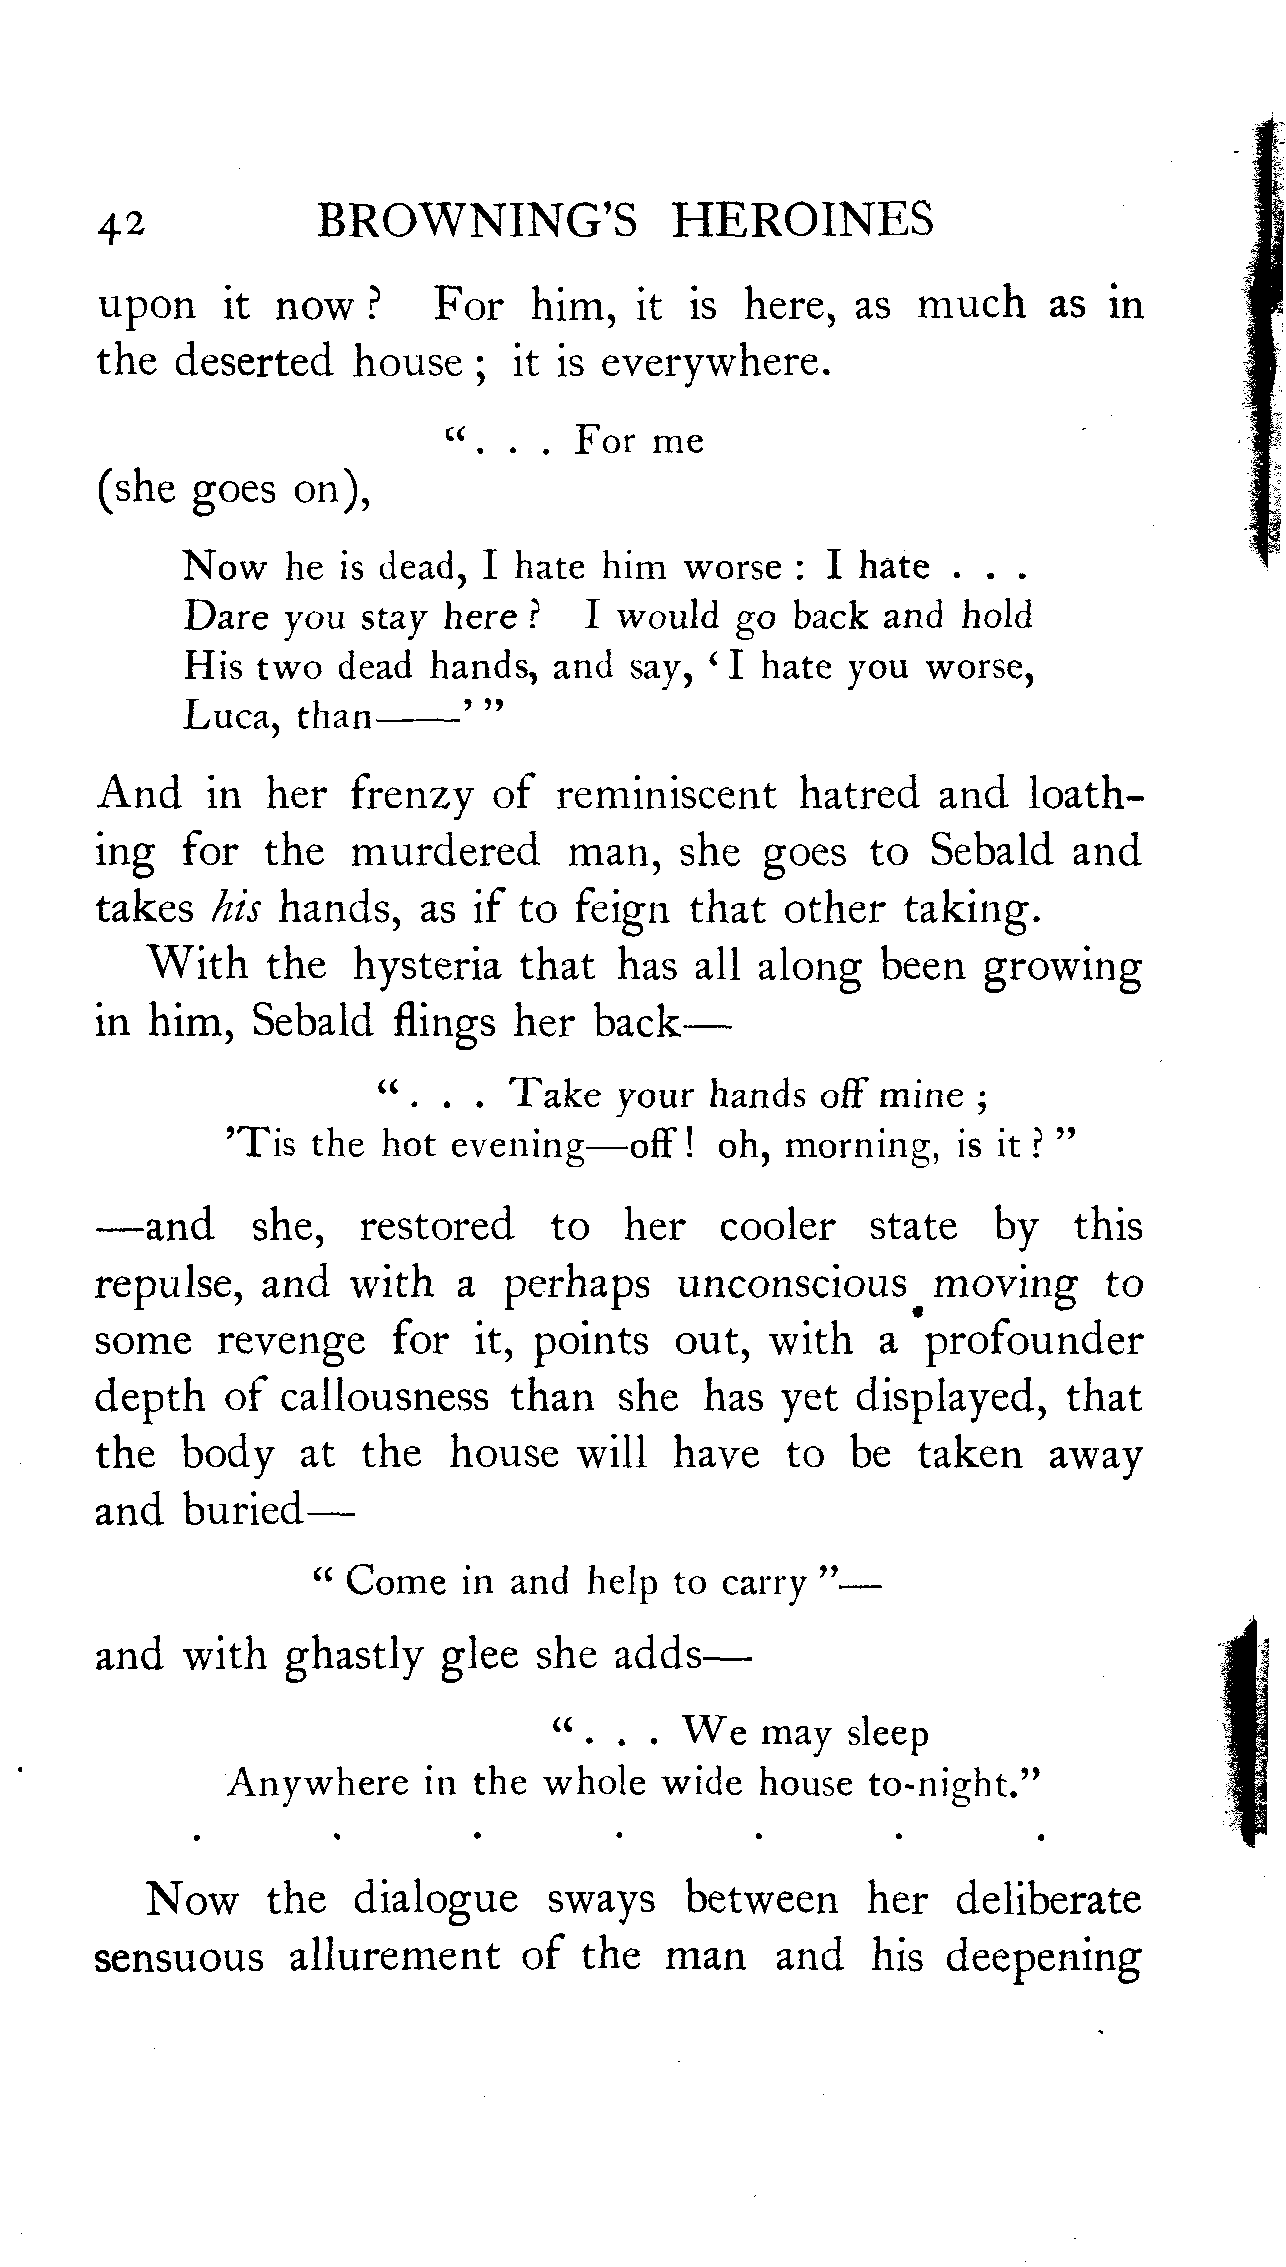 42 BROWNING'S HEROINES
upon it now ? For him, it is here, as much as in
the deserted house ; it is everywhere.
“ . . . For me
(she goes on),
Now he is dead, I hate him worse : I hate . . .
Dare you stay here ? I would go back and hold
His two dead hands, and say, ‘ I hate you worse,
Luca, than——’ ”
And in her frenzy of reminiscent hatred and loath-
ing for the murdered man, she goes to Sebald and
takes his hands, as if to feign that other taking.
With the hysteria that has all along been growing
in him, Sebald flings her back—
“ . . . Take your hands off mine ;
’Tis the hot evening—off! oh, morning, is it ? ”
—and she, restored to her cooler state by this
repulse, and with a perhaps unconscious moving to
some revenge for it, points out, with a profounder
depth of callousness than she has yet displayed, that
the body at the house will have to be taken away
and buried—
“ Come in and help to carry ”—
and with ghastly glee she adds—
“ . . . We may sleep
Anywhere in the whole wide house to-night.”
. . . . . . .
Now the dialogue sways between her deliberate
sensuous allurement of the man and his deepening